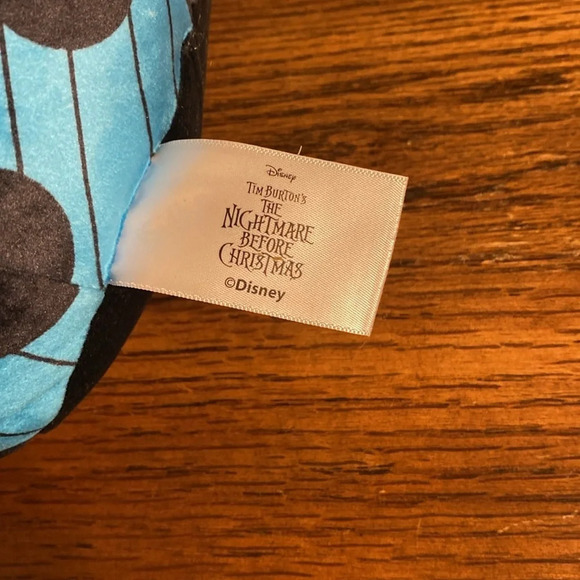 Disney
TIM BURTON'S
THE
NIGHTMARE
BEFORE
CHRISTMAS
©Disney